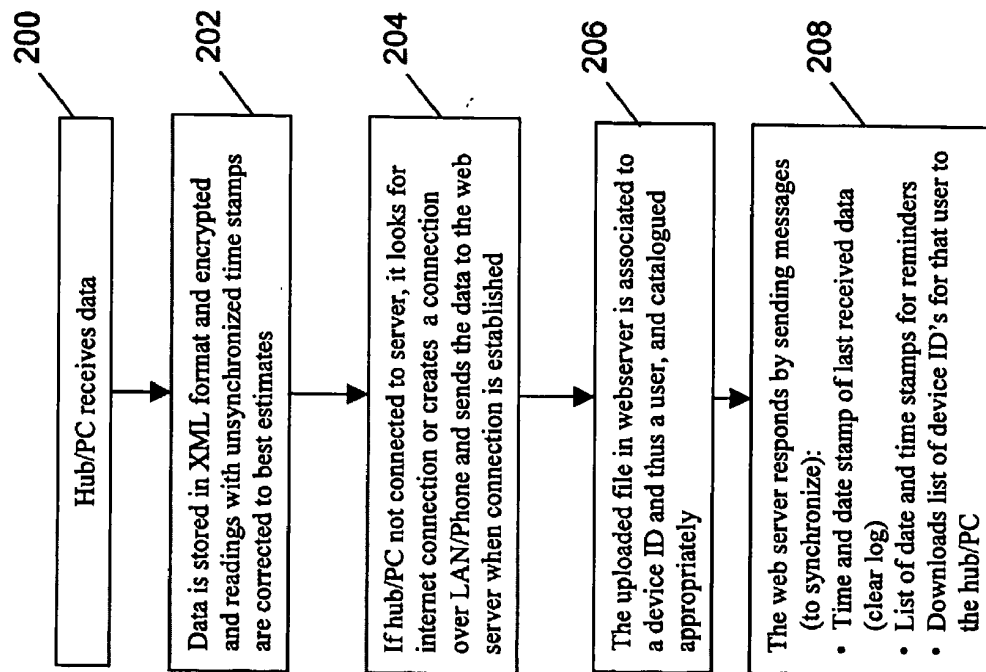 200
Hub/PC receives data
202
Data is stored in XML format and encrypted
and readings with unsynchronized time stamps
are corrected to best estimates
204
If hub/PC not connected to server, it looks for
internet connection or creates a connection
over LAN/Phone and sends the data to the web
server when connection is established
206
The uploaded file in webserver is associated to
a device ID and thus a user, and catalogued
appropriately
208
The web server responds by sending messages
(to synchronize):
• Time and date stamp of last received data
(clear log)
• List of date and time stamps for reminders
• Downloads list of device ID's for that user to
the hub/PC